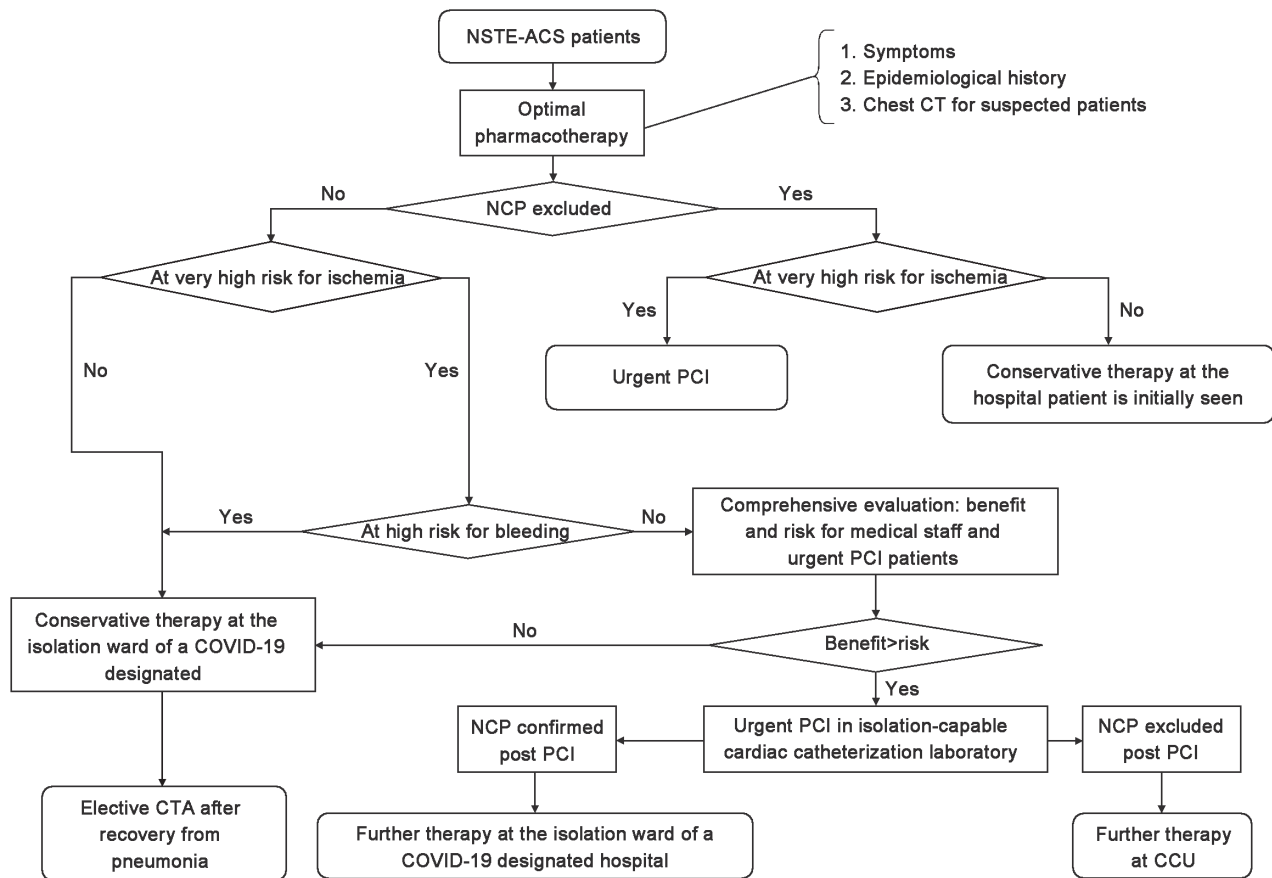 NSTE-ACS patients
1. Symptoms
2. Epidemiological history
3. Chest CT for suspected patients
Optimal
pharmacotherapy
No
NCP excluded
Yes
At very high risk for ischemia
At very high risk for ischemia
Yes
No
No
Yes
Urgent PCI
Conservative therapy at the
hospital patient is initially seen
Yes
At high risk for bleeding
No
Comprehensive evaluation: benefit
and risk for medical staff and
urgent PCI patients
Conservative therapy at the
isolation ward of a COVID-19
designated
No
Benefit>risk
Yes
NCP confirmed
post PCI
Urgent PCI in isolation-capable
cardiac catheterization laboratory
NCP excluded
post PCI
Elective CTA after
recovery from
pneumonia
Further therapy at the isolation ward of a
COVID-19 designated hospital
Further therapy
at CCU